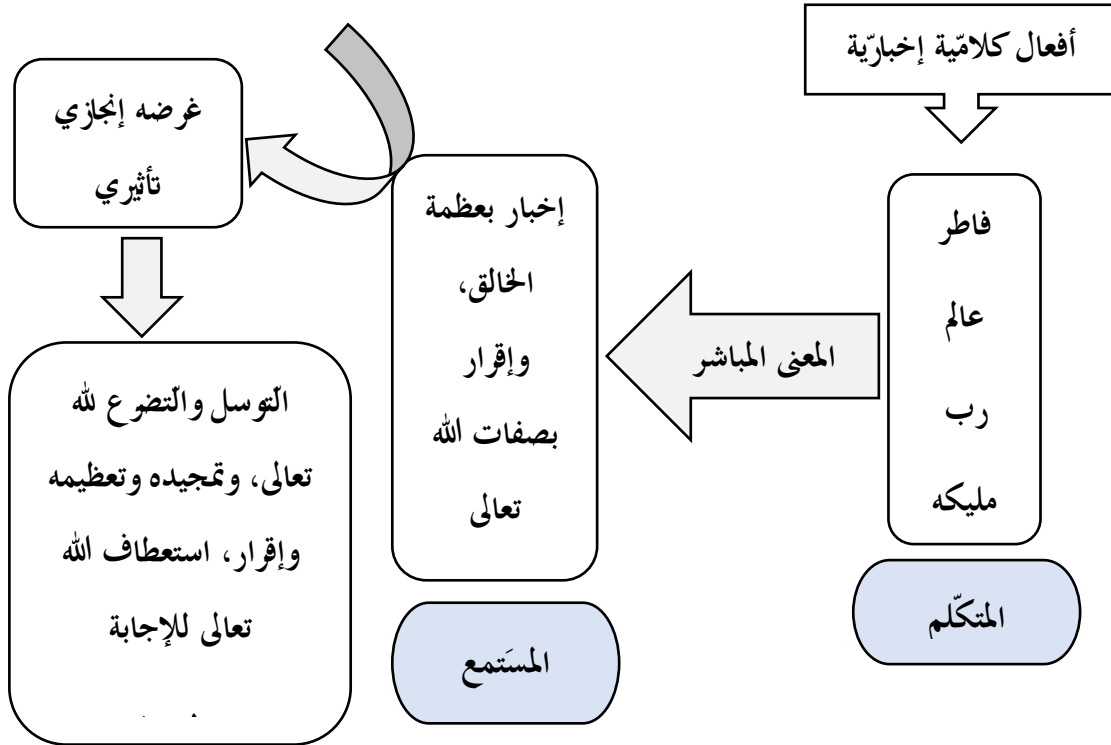 أفعال كلاميّة إخباريّة
فاطر
عالم
رب
مليكه
المتكلّم
المعنى المباشر
إخبار بعظمة
الخالق،
وإقرار
بصفات الله
تعالى
المسَتمع
غرضه إنجازي
تأثيري
التّوسل والتّضرع لله
تعالى، وتمجيده وتعظيمه
وإقرار، استعطاف الله
تعالى للإجابة